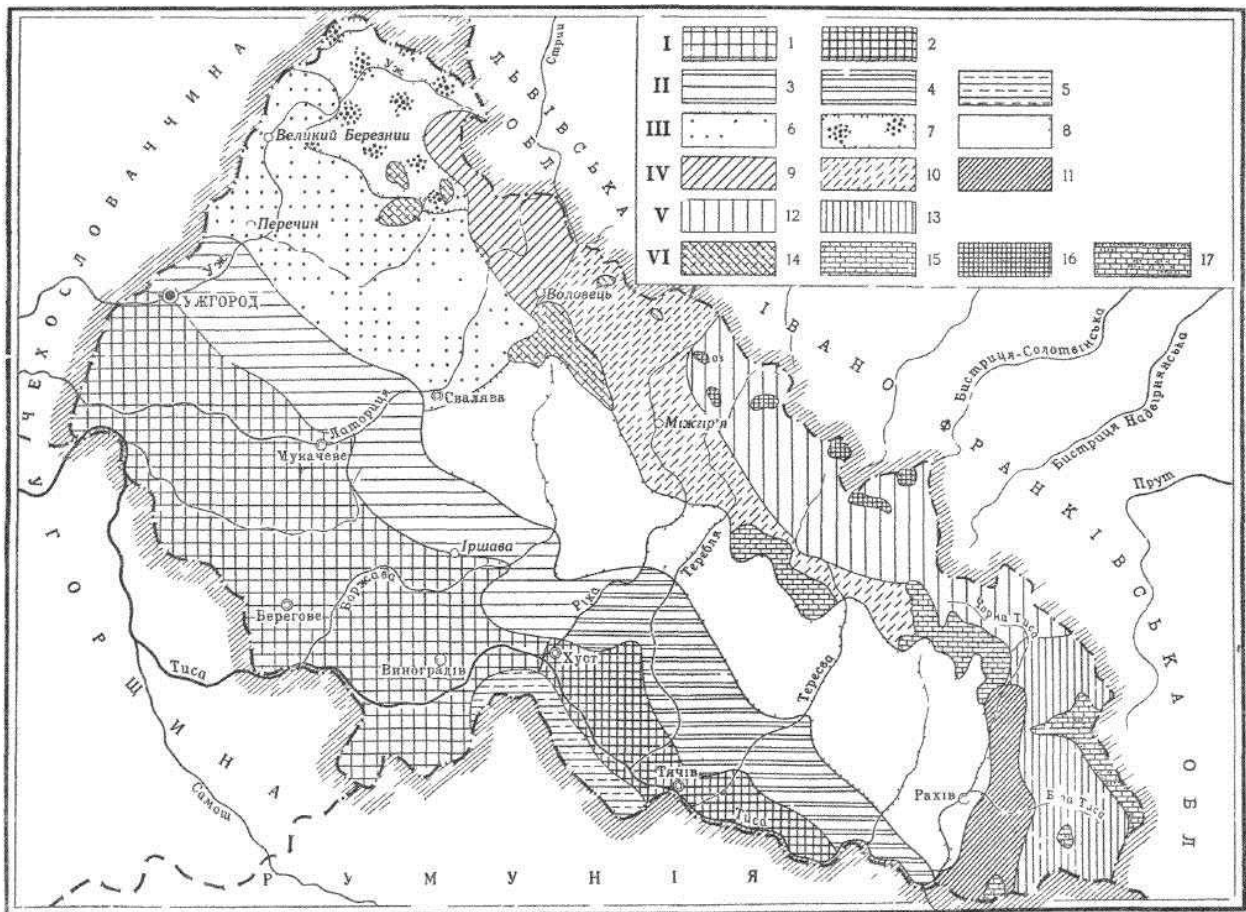 I 1 2
II 3 4 5
III 6 7 8
IV 9 10 11
V 12 13
VI 14 15 16 17
ЧЕХОСЛОВАЧЧИНА
ЛЬВІВСЬКА
ОБЛ
Стрий
Уж
Великий Березнии
Перечин
Уж
УЖГОРОД
Воловець
ІВАНО-ФРАНКІВСЬКА ОБЛ
Бистриця-Солотвінська
Бистриця Надвірнянська
Прут
Свалява
оз
Міжгір'я
Латориця
Мукачеве
Іршава
Боржава
Берегове
Ріка
Теребля
Тересва
Чорна Тиса
Виноградів
Хуст
Тиса
УГОРЩИНА
Самош
Тячів
Тиса
Рахів
Біла Тиса
РУМУНІЯ